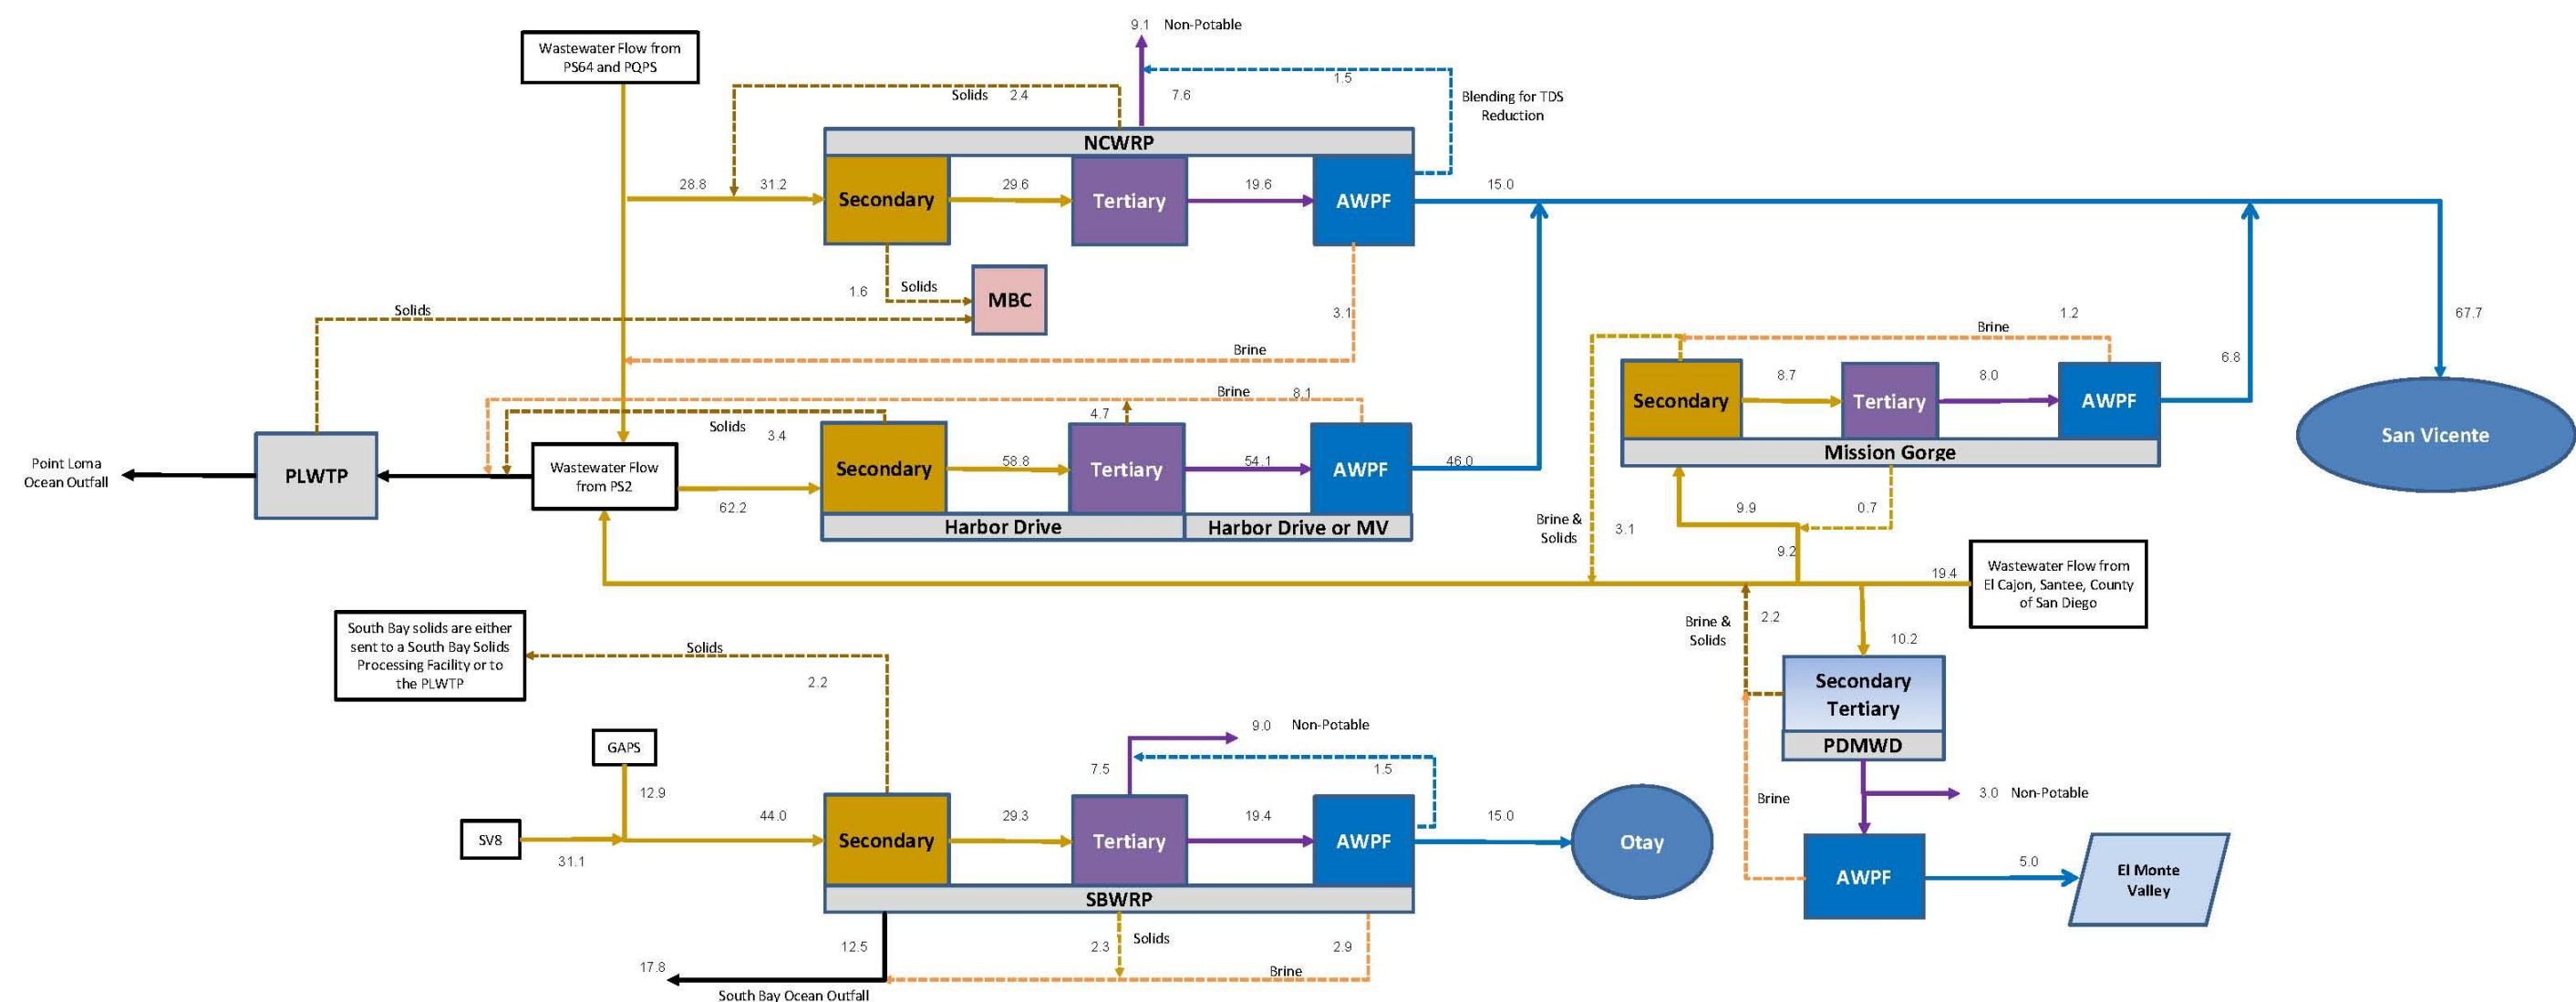 9.1 Non-Potable
Wastewater Flow from
PS64 and PQPS
1.5
Solids 2.4
7.6
Blending for TDS
Reduction
NCWRP
28.8
31.2
Secondary
29.6
Tertiary
19.6
AWPF
15.0
1.6
Solids
MBC
Solids
3.1
Brine
67.7
1.2
Brine
6.8
Secondary
8.7
Tertiary
8.0
AWPF
Mission Gorge
San Vicente
Brine
8.1
4.7
Solids
3.4
Point Loma
Ocean Outfall
PLWTP
Wastewater Flow
from PS2
62.2
Secondary
58.8
Tertiary
54.1
AWPF
46.0
Harbor Drive
Harbor Drive or MV
Brine &
Solids
3.1
9.9
0.7
9.2
19.4
Wastewater Flow from
El Cajon, Santee, County
of San Diego
South Bay solids are either
sent to a South Bay Solids
Processing Facility or to
the PLWTP
Solids
2.2
Brine &
Solids
2.2
10.2
Secondary
Tertiary
PDMWD
3.0 Non-Potable
Brine
AWPF
5.0
El Monte
Valley
GAPS
12.9
SV8
31.1
44.0
Secondary
29.3
Tertiary
7.5
9.0 Non-Potable
1.5
19.4
AWPF
15.0
Otay
SBWRP
12.5
2.3
Solids
2.9
17.8
Brine
South Bay Ocean Outfall